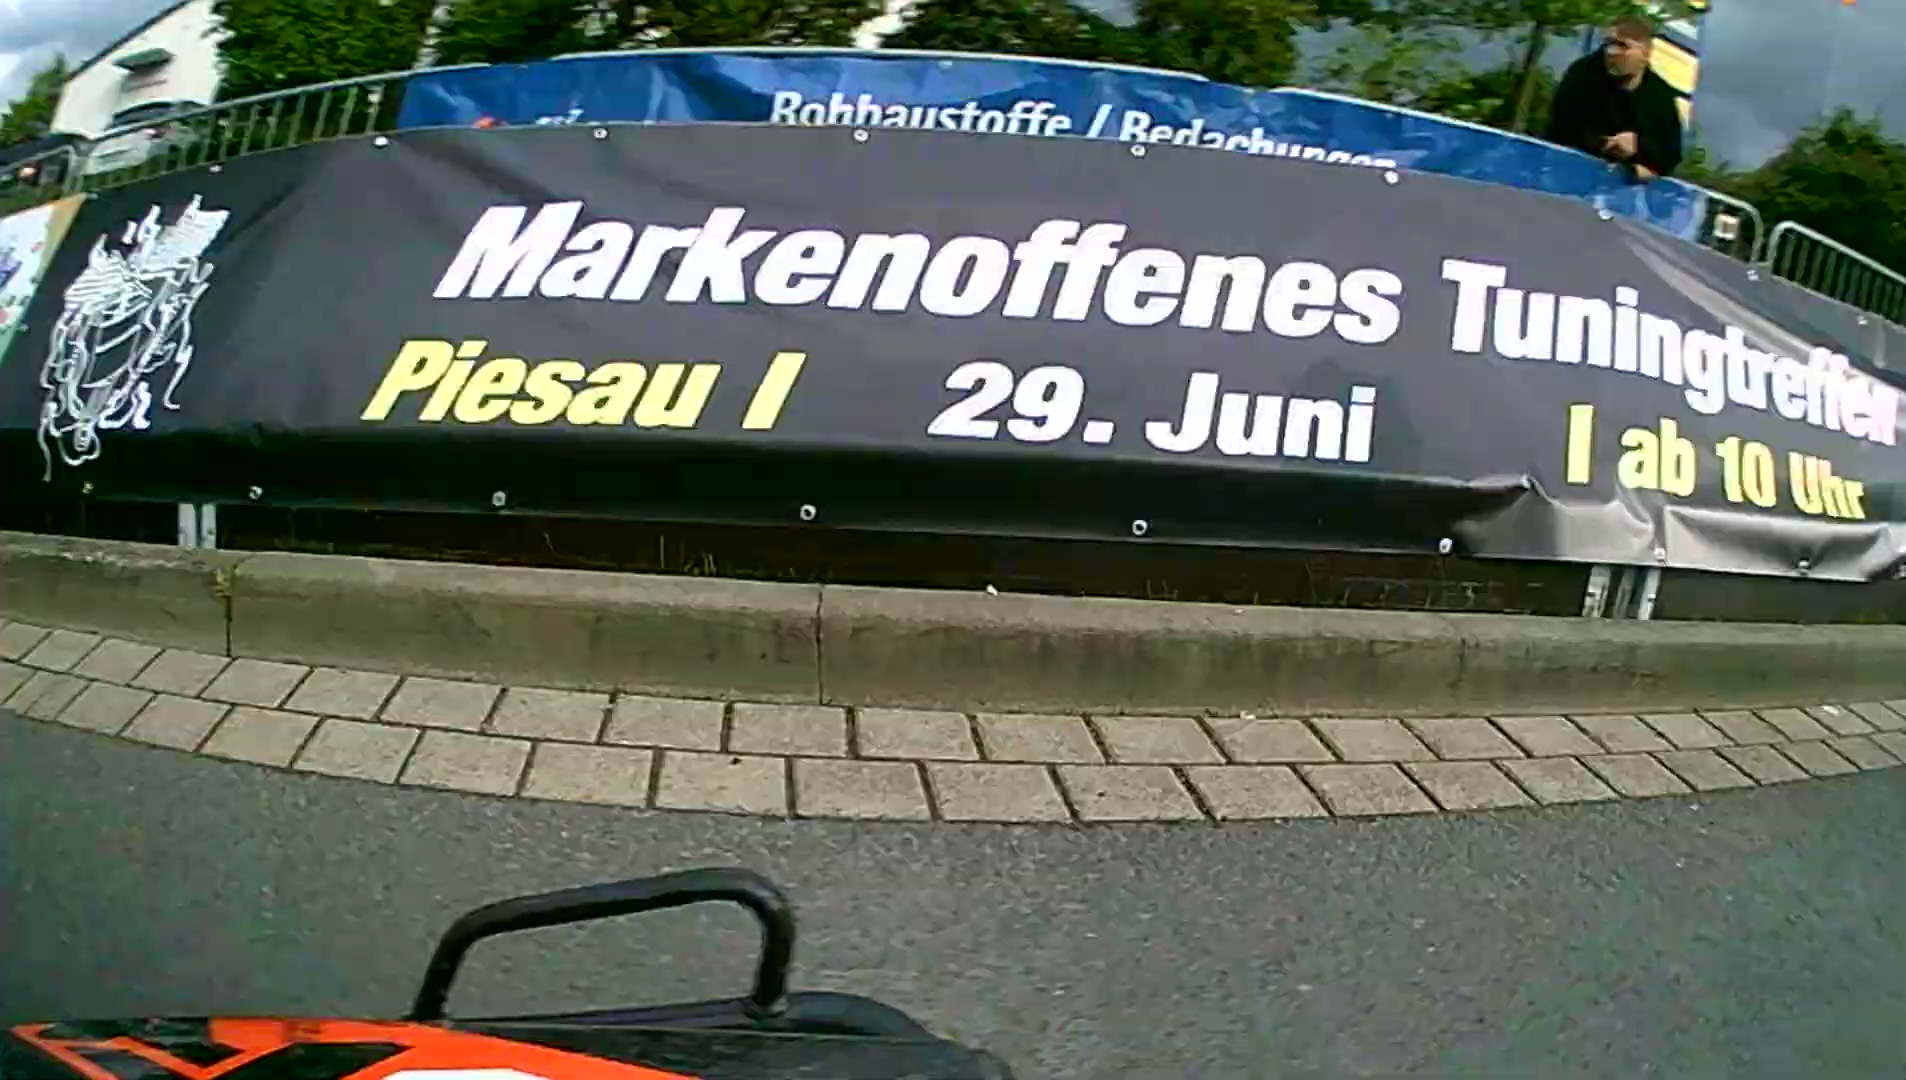 Rohbaustoffe / Bedachungen
Markenoffenes Tuningtreffen
Piesau I 29. Juni I ab 10 Uhr